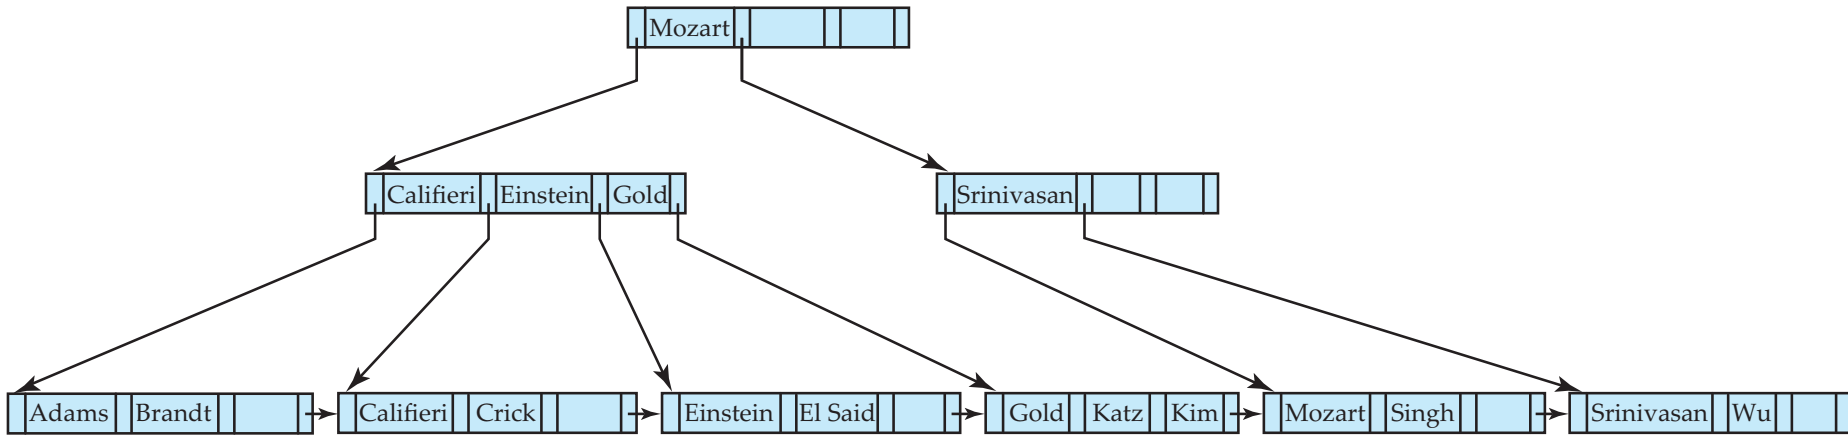 Mozart
Califieri Einstein Gold Srinivasan
Adams Brandt Califieri Crick Einstein El Said Gold Katz Kim Mozart Singh Srinivasan Wu